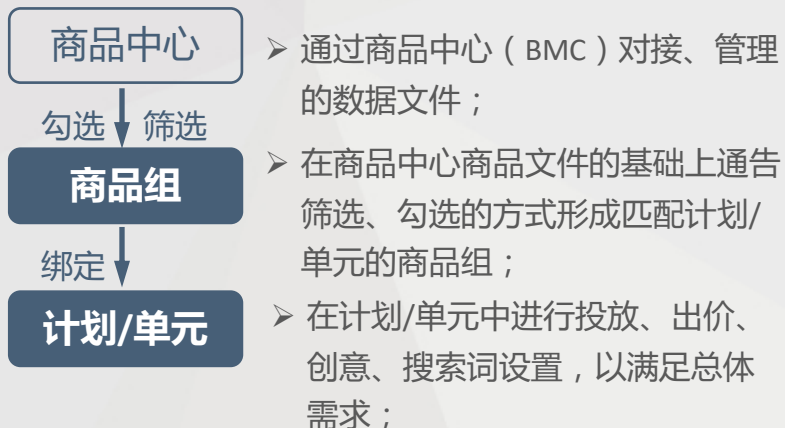 商品中心
勾选 筛选
商品组
绑定
计划/单元
➢ 通过商品中心（BMC）对接、管理
的数据文件；
➢ 在商品中心商品文件的基础上通告
筛选、勾选的方式形成匹配计划/
单元的商品组；
➢ 在计划/单元中进行投放、出价、
创意、搜索词设置，以满足总体
需求；